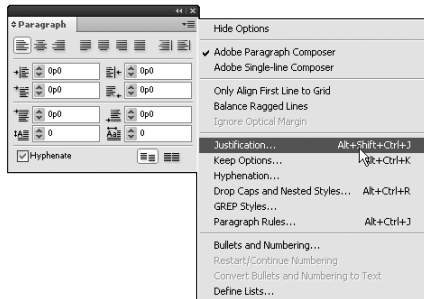 Paragraph
0p0
0p0
0p0
0p0
0p0
0p0
0
0
Hyphenate
Hide Options
Adobe Paragraph Composer
Adobe Single-line Composer
Only Align First Line to Grid
Balance Ragged Lines
Ignore Optical Margin
Justification... Alt+Shift+Ctrl+J
Keep Options... Alt+Ctrl+K
Hyphenation...
Drop Caps and Nested Styles... Alt+Ctrl+R
GREP Styles...
Paragraph Rules... Alt+Ctrl+J
Bullets and Numbering...
Restart/Continue Numbering
Convert Bullets and Numbering to Text
Define Lists...